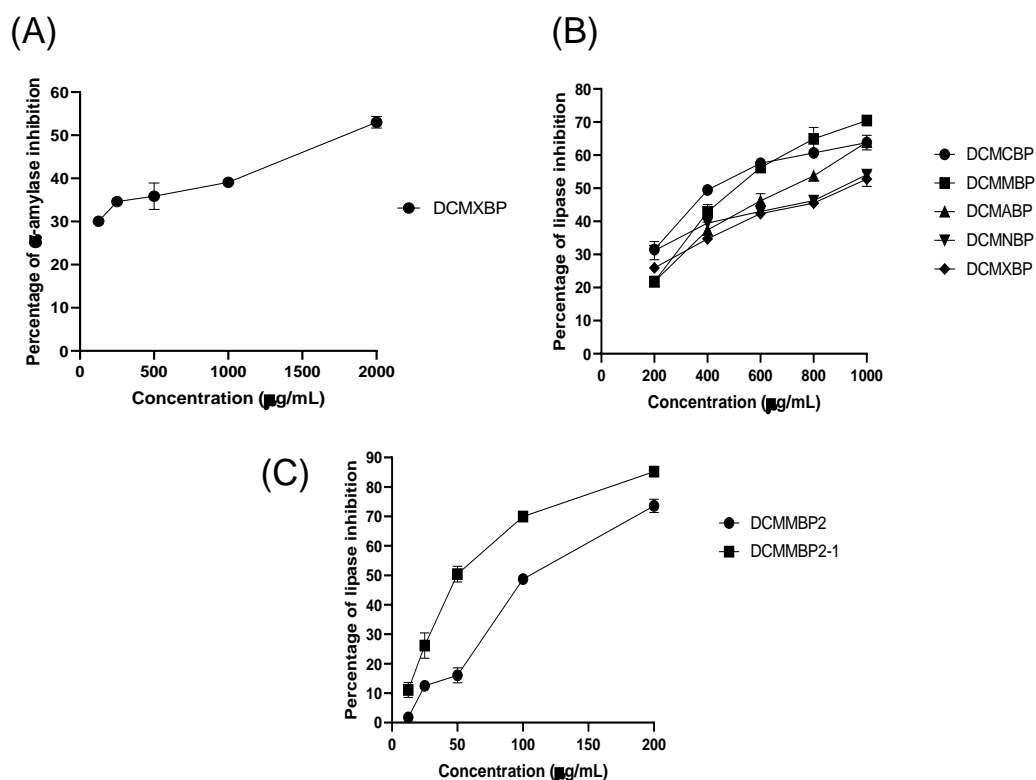 (A)
Percentage of α-amylase inhibition
60
50
40
30
20
10
0
0 500 1000 1500 2000
Concentration (μg/mL)
DCMXBP
(B)
Percentage of lipase inhibition
80
70
60
50
40
30
20
10
0
0 200 400 600 800 1000
Concentration (μg/mL)
DCMCBP
DCMMBP
DCMABP
DCMNBP
DCMXBP
(C)
Percentage of lipase inhibition
90
80
70
60
50
40
30
20
10
0
0 50 100 150 200
Concentration (μg/mL)
DCMMBP2
DCMMBP2-1